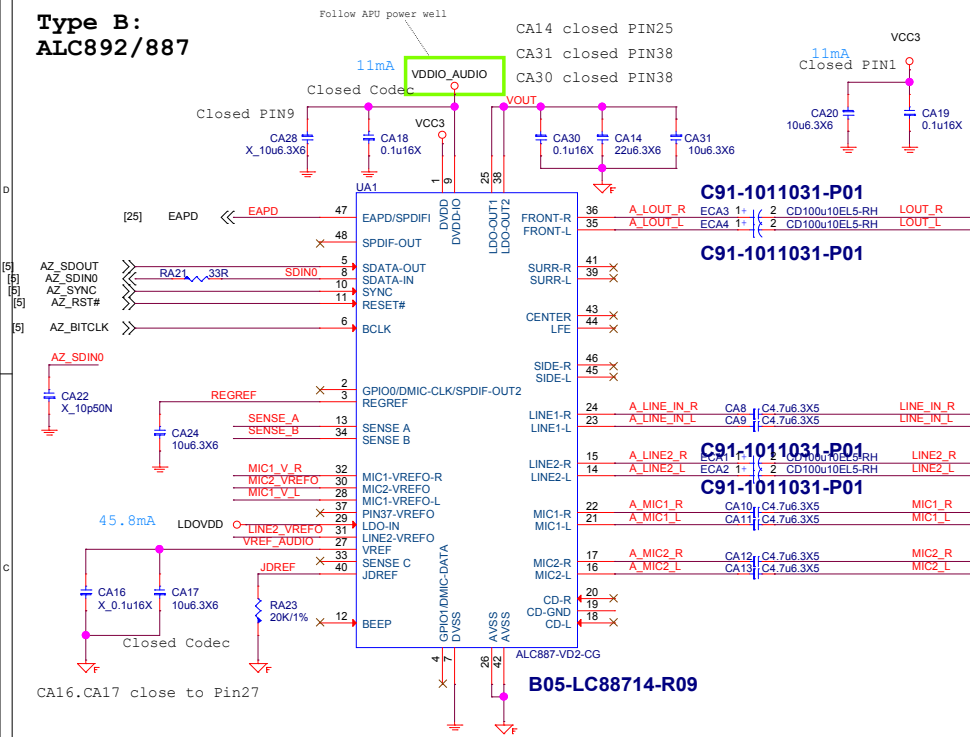 Type B:
ALC892/887
Follow APU power well
11mA
VDDIO_AUDIO
Closed Codec
CA14 closed PIN25
CA31 closed PIN38
CA30 closed PIN38
VCC3
11mA
Closed PIN1
Closed PIN9
CA28
X_10u6.3X6
CA18
0.1u16X
VCC3
VOUT
CA30
0.1u16X
CA14
22u6.3X6
CA31
10u6.3X6
CA20
10u6.3X6
CA19
0.1u16X
D
UA1
1
9
25
38
DVDD
DVDD-IO
LDO-OUT1
LDO-OUT2
C91-1011031-P01
[25] EAPD EAPD 47 EAPD/SPDIFI
48 SPDIF-OUT
[5] AZ_SDOUT 5 SDATA-OUT
[5] AZ_SDIN0 RA21 33R SDIN0 8 SDATA-IN
[5] AZ_SYNC 10 SYNC
[5] AZ_RST# 11 RESET#
[5] AZ_BITCLK 6 BCLK
AZ_SDIN0
CA22
X_10p50N
2 GPIO0/DMIC-CLK/SPDIF-OUT2
REGREF 3 REGREF
CA24
10u6.3X6
SENSE_A 13 SENSE A
SENSE_B 34 SENSE B
MIC1_V_R 32 MIC1-VREFO-R
MIC2_VREFO 30 MIC2-VREFO
MIC1_V_L 28 MIC1-VREFO-L
37 PIN37-VREFO
45.8mA
LDOVDD 29 LDO-IN
LINE2_VREFO 31 LINE2-VREFO
VREF_AUDIO 27 VREF
33 SENSE C
JDREF 40 JDREF
CA16
X_0.1u16X
CA17
10u6.3X6
RA23
20K/1%
12 BEEP
Closed Codec
F
F
CA16.CA17 close to Pin27
FRONT-R 36 A_LOUT_R ECA3 1+ 2 CD100u10EL5-RH LOUT_R
FRONT-L 35 A_LOUT_L ECA4 1+ 2 CD100u10EL5-RH LOUT_L
C91-1011031-P01
F
SURR-R 41
SURR-L 39
CENTER 43
LFE 44
SIDE-R 46
SIDE-L 45
LINE1-R 24 A_LINE_IN_R CA8 C4.7u6.3X5 LINE_IN_R
LINE1-L 23 A_LINE_IN_L CA9 C4.7u6.3X5 LINE_IN_L
C91-1011031-P01
LINE2-R 15 A_LINE2_R ECA1 1+ 2 CD100u10EL5-RH LINE2_R
LINE2-L 14 A_LINE2_L ECA2 1+ 2 CD100u10EL5-RH LINE2_L
C91-1011031-P01
MIC1-R 22 A_MIC1_R CA10 C4.7u6.3X5 MIC1_R
MIC1-L 21 A_MIC1_L CA11 C4.7u6.3X5 MIC1_L
MIC2-R 17 A_MIC2_R CA12 C4.7u6.3X5 MIC2_R
MIC2-L 16 A_MIC2_L CA13 C4.7u6.3X5 MIC2_L
C
CD-R 20
CD-GND 19
CD-L 18
GPIO1/DMIC-DATA
DVSS
AVSS
AVSS
4
7
26
42
ALC887-VD2-CG
B05-LC88714-R09
F